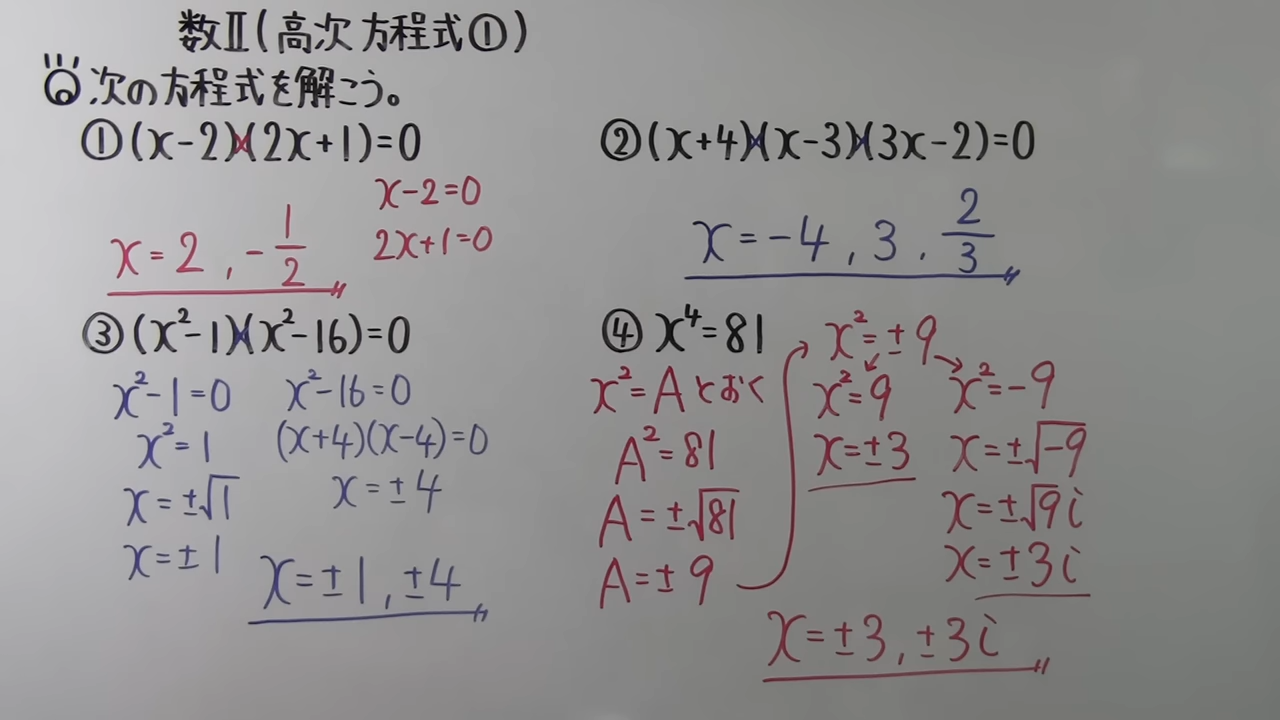 数Ⅱ(高次方程式①)
次の方程式を解こう。
①(x-2)(2x+1)=0
x-2=0
2x+1=0
x=2, -1/2
②(x+4)(x-3)(3x-2)=0
x=-4, 3, 2/3
③(x²-1)(x²-16)=0
x²-1=0
x²=1
x=±√1
x=±1
x²-16=0
(x+4)(x-4)=0
x=±4
x=±1, ±4
④x⁴=81
x²=Aとおく
A²=81
A=±√81
A=±9
x²=±9
x²=9
x=±3
x²=-9
x=±√-9
x=±√9i
x=±3i
x=±3, ±3i